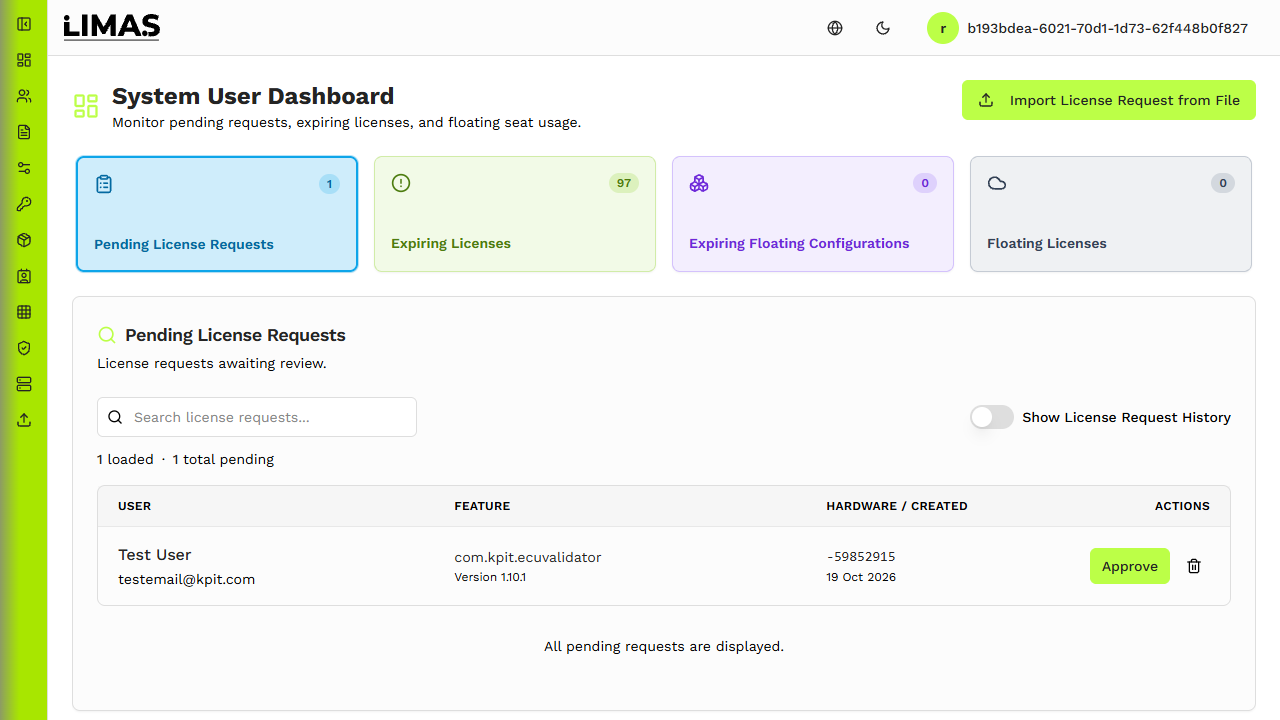 LIMAS
r
b193bdea-6021-70d1-1d73-62f448b0f827
System User Dashboard
Monitor pending requests, expiring licenses, and floating seat usage.
Import License Request from File
1
Pending License Requests
97
Expiring Licenses
0
Expiring Floating Configurations
0
Floating Licenses
Pending License Requests
License requests awaiting review.
Search license requests...
Show License Request History
1 loaded · 1 total pending
USER FEATURE HARDWARE / CREATED ACTIONS
Test User com.kpit.ecuvalidator -59852915
testemail@kpit.com Version 1.10.1 19 Oct 2026
Approve
All pending requests are displayed.